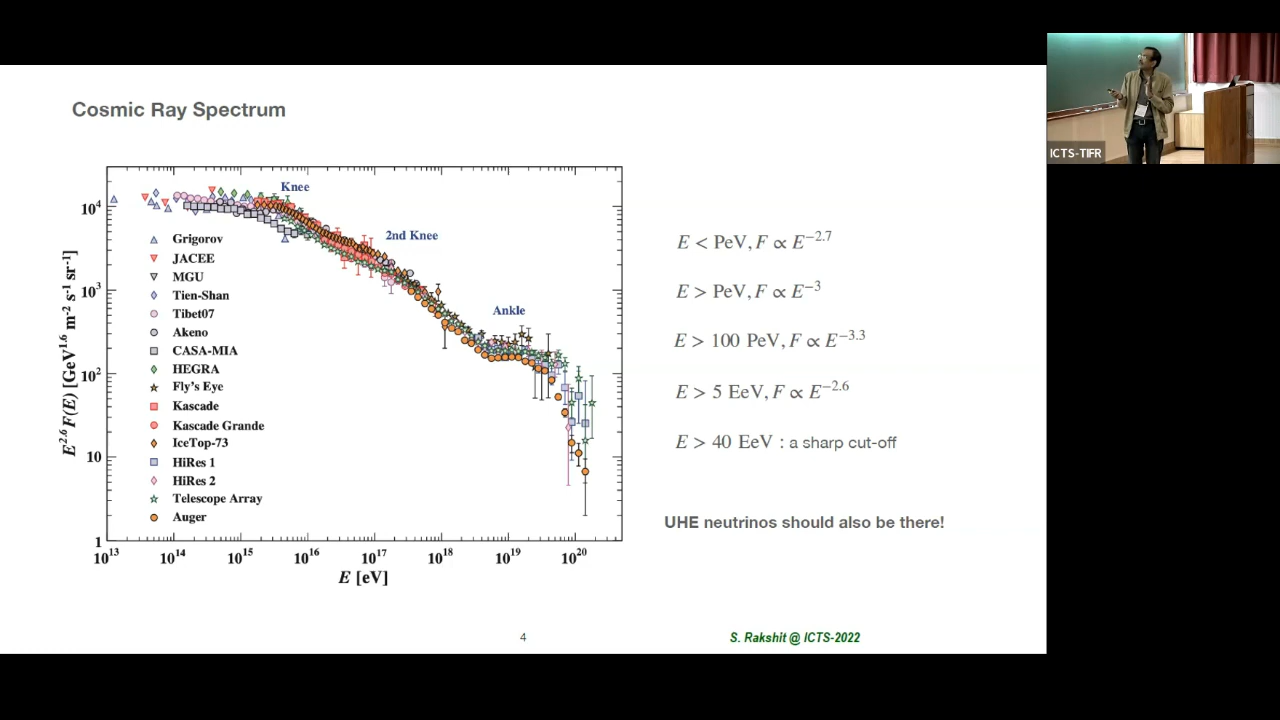 Cosmic Ray Spectrum
ICTS-TIFR
Knee
2nd Knee
Ankle
Grigorov
JACEE
MGU
Tien-Shan
Tibet07
Akeno
CASA-MIA
HEGRA
Fly's Eye
Kascade
Kascade Grande
IceTop-73
HiRes 1
HiRes 2
Telescope Array
Auger
E^2.6 F(E) [GeV^1.6 m^-2 s^-1 sr^-1]
10^4
10^3
10^2
10
1
10^13 10^14 10^15 10^16 10^17 10^18 10^19 10^20
E [eV]
E < PeV, F ∝ E^−2.7
E > PeV, F ∝ E^−3
E > 100 PeV, F ∝ E^−3.3
E > 5 EeV, F ∝ E^−2.6
E > 40 EeV : a sharp cut-off
UHE neutrinos should also be there!
4
S. Rakshit @ ICTS-2022